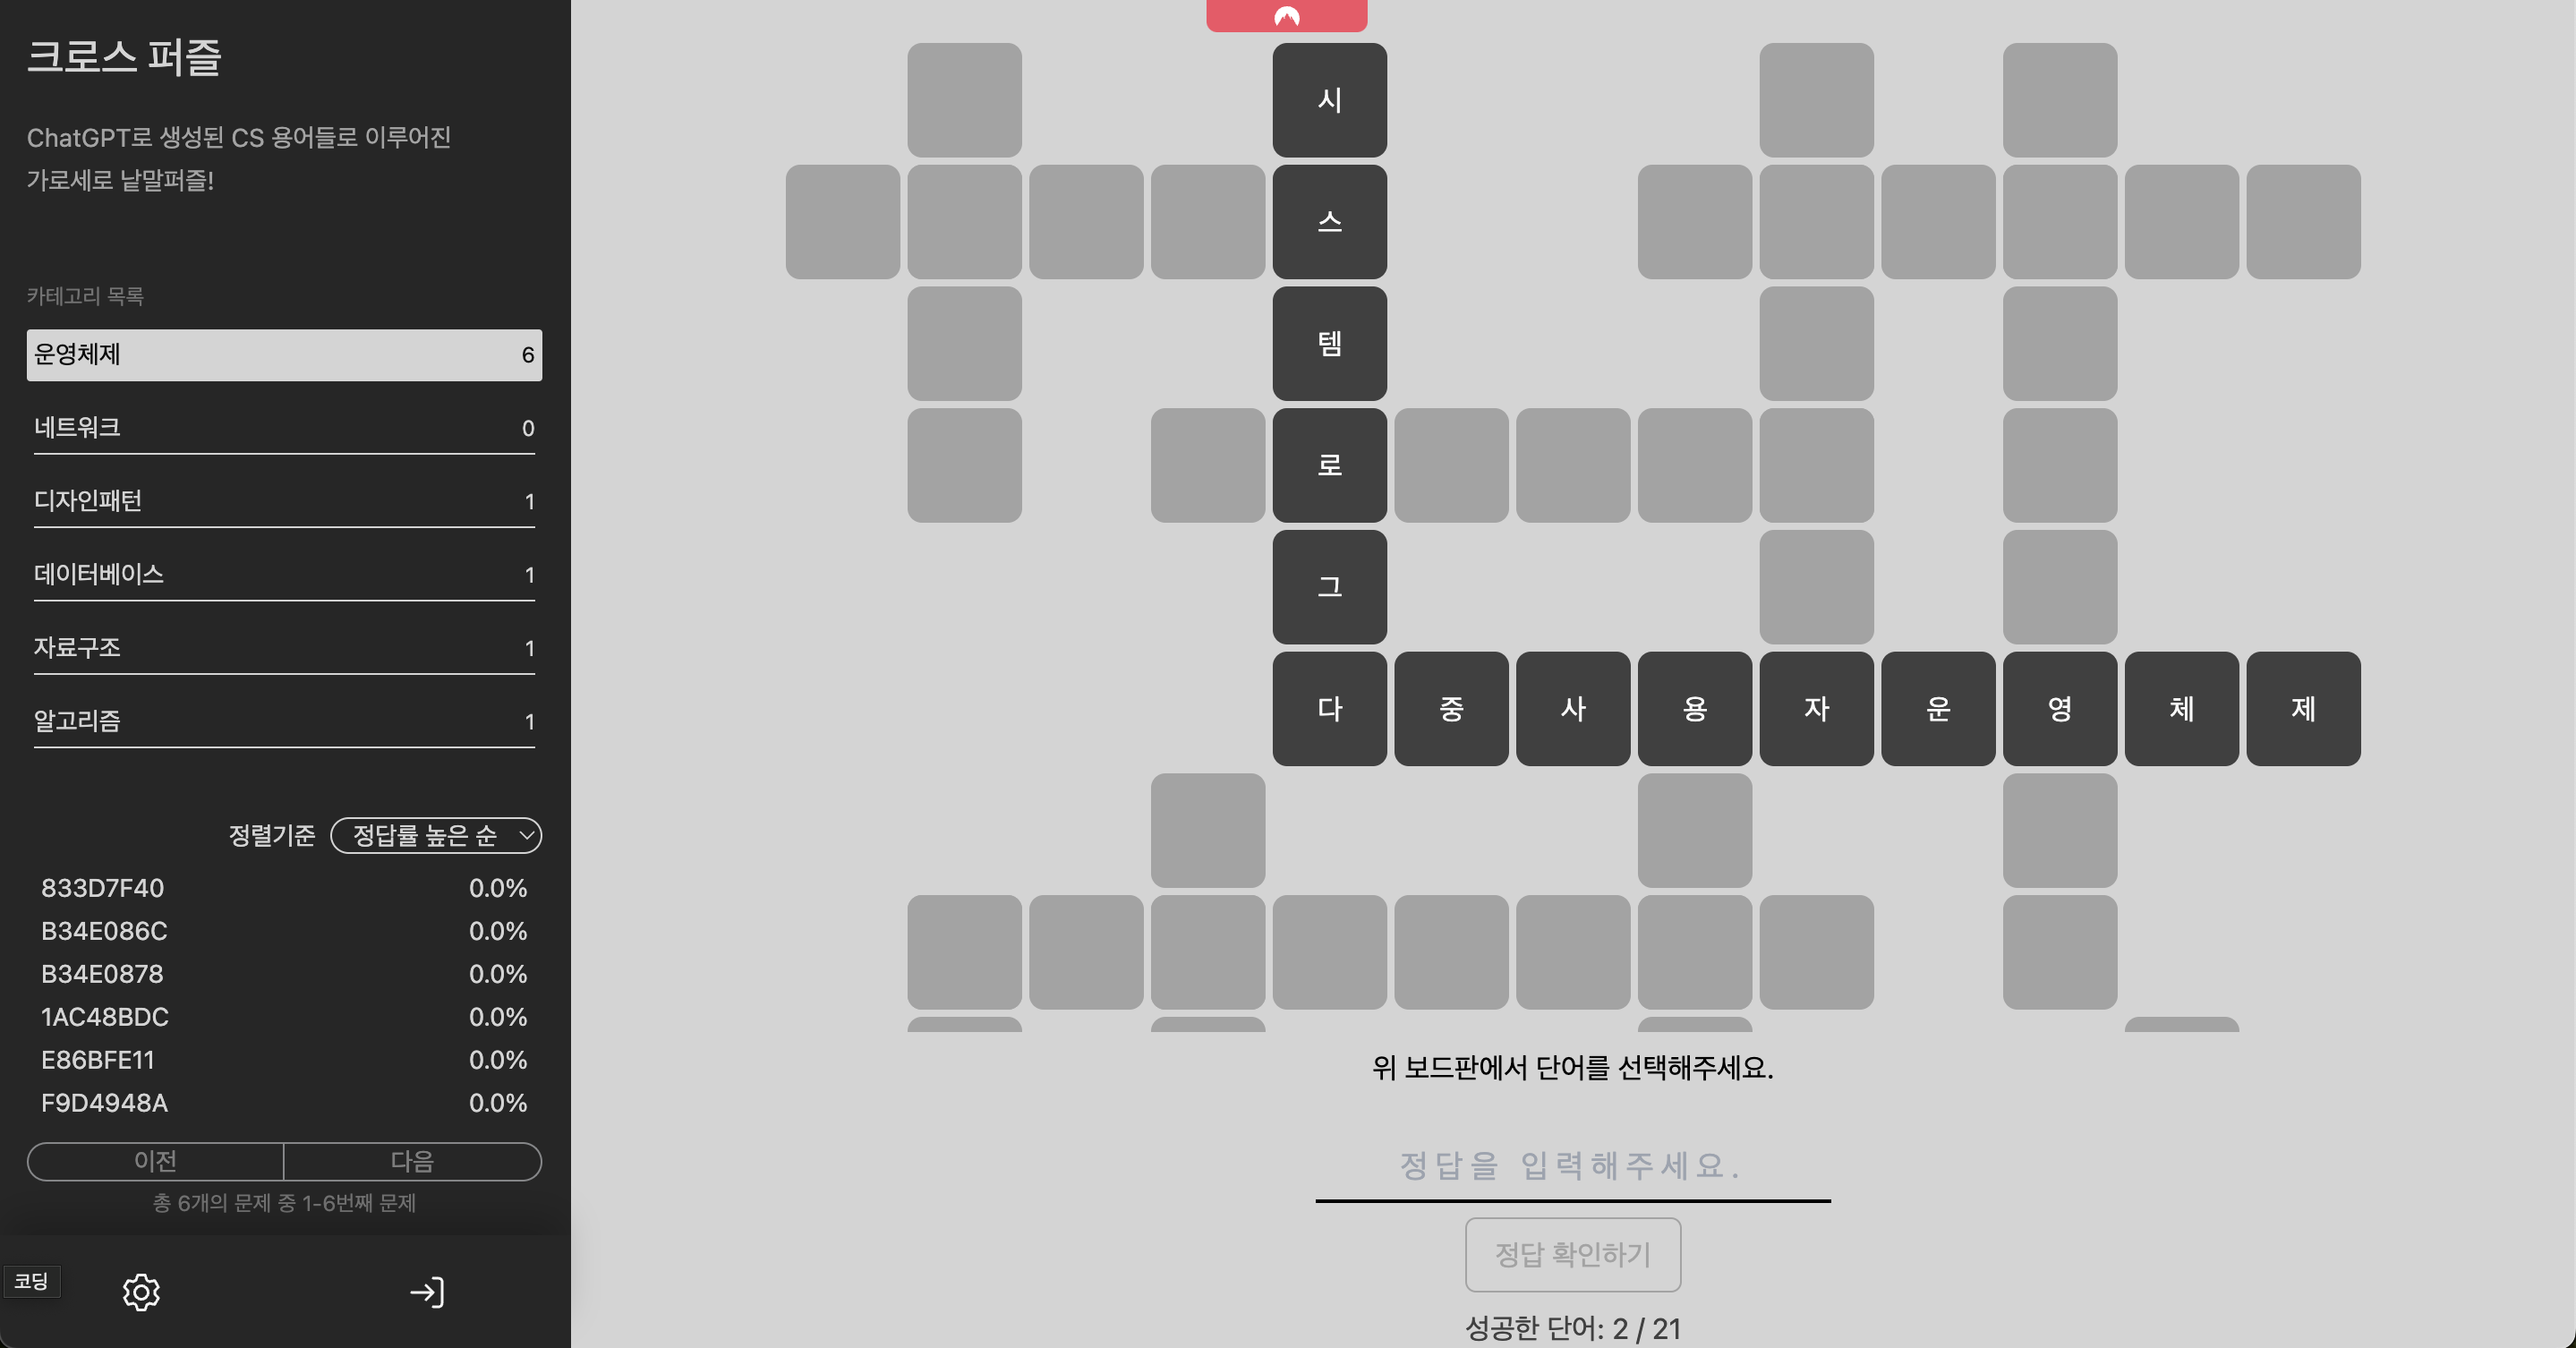 크로스 퍼즐
ChatGPT로 생성된 CS 용어들로 이루어진
가로세로 낱말퍼즐!
카테고리 목록
운영체제 6
네트워크 0
디자인패턴 1
데이터베이스 1
자료구조 1
알고리즘 1
정렬기준 정답률 높은 순
833D7F40 0.0%
B34E086C 0.0%
B34E0878 0.0%
1AC48BDC 0.0%
E86BFE11 0.0%
F9D4948A 0.0%
이전 다음
총 6개의 문제 중 1-6번째 문제
코딩
시
스
템
로
그
다 중 사 용 자 운 영 체 제
위 보드판에서 단어를 선택해주세요.
정답을 입력해주세요.
정답 확인하기
성공한 단어: 2 / 21